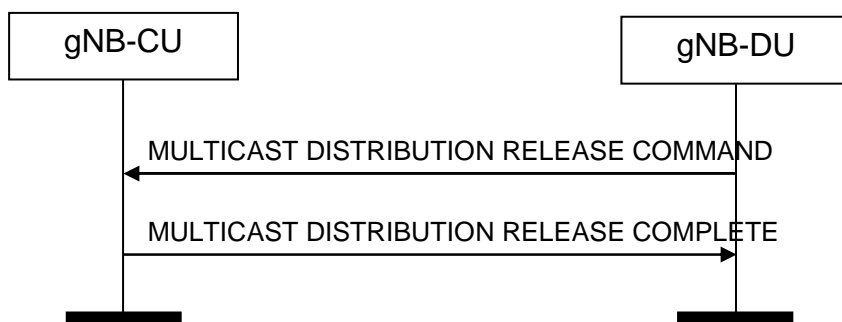 gNB-CU
gNB-DU
MULTICAST DISTRIBUTION RELEASE COMMAND
MULTICAST DISTRIBUTION RELEASE COMPLETE